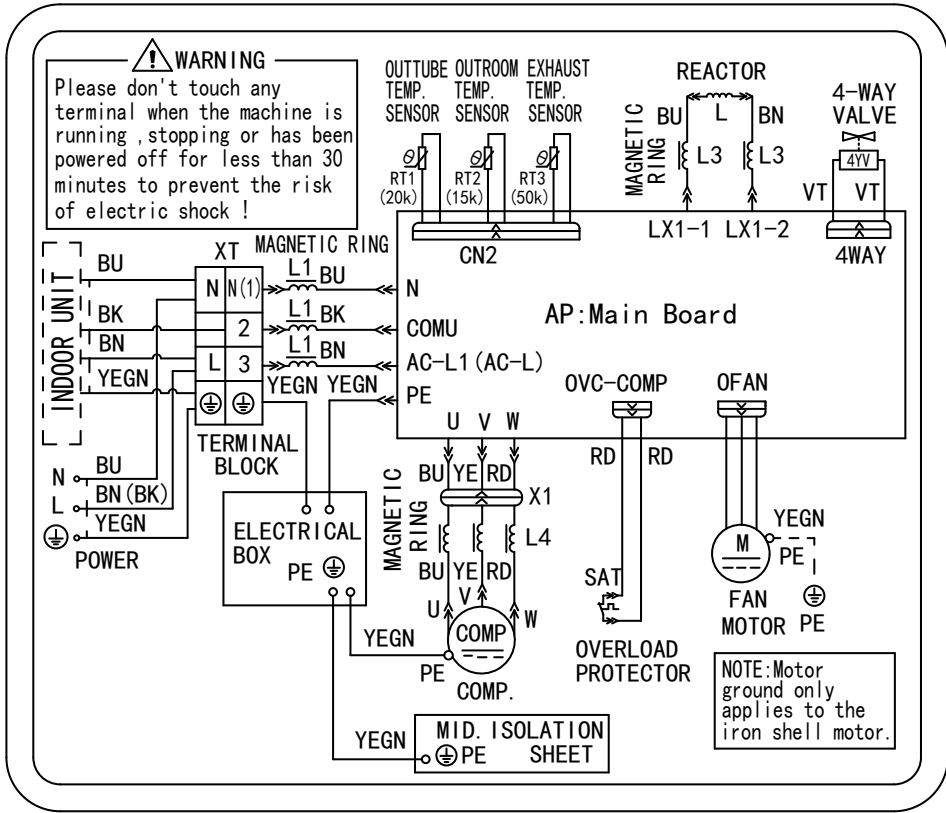 WARNING
Please don't touch any
terminal when the machine is
running ,stopping or has been
powered off for less than 30
minutes to prevent the risk
of electric shock !
OUTTUBE OUTROOM EXHAUST
TEMP. TEMP. TEMP.
SENSOR SENSOR SENSOR
θ θ θ
RT1 RT2 RT3
(20k) (15k) (50k)
CN2
REACTOR
BU L BN
MAGNETIC
RING
L3 L3
LX1-1 LX1-2
4-WAY
VALVE
4YV
VT VT
4WAY
INDOOR UNIT
BU
BK
BN
YEGN
XT
N N(1)
2
L 3
TERMINAL
BLOCK
MAGNETIC RING
L1 BU
L1 BK
L1 BN
YEGN YEGN
N
COMU
AC-L1(AC-L)
PE
AP:Main Board
OVC-COMP
OFAN
U V W
N BU
L BN(BK)
YEGN
POWER
ELECTRICAL
BOX
PE
BU YE RD
X1
MAGNETIC
RING
L4
BU YE RD
U V W
COMP
COMP.
YEGN
PE
YEGN
MID. ISOLATION
SHEET
PE
RD RD
SAT
OVERLOAD
PROTECTOR
M
YEGN
PE
FAN
MOTOR
PE
NOTE:Motor
ground only
applies to the
iron shell motor.